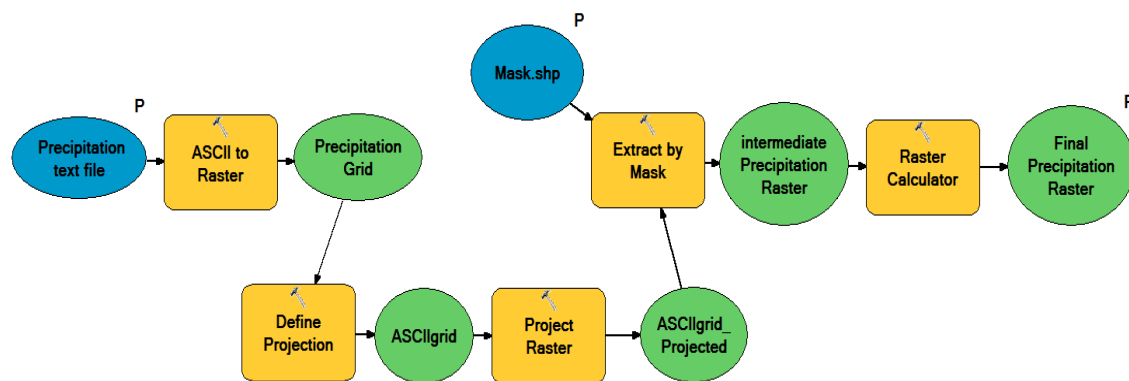 P
Mask.shp
P
Precipitation
text file
ASCII to
Raster
Precipitation
Grid
Extract by
Mask
intermediate
Precipitation
Raster
Raster
Calculator
P
Final
Precipitation
Raster
Define
Projection
ASCIIgrid
Project
Raster
ASCIIgrid_
Projected